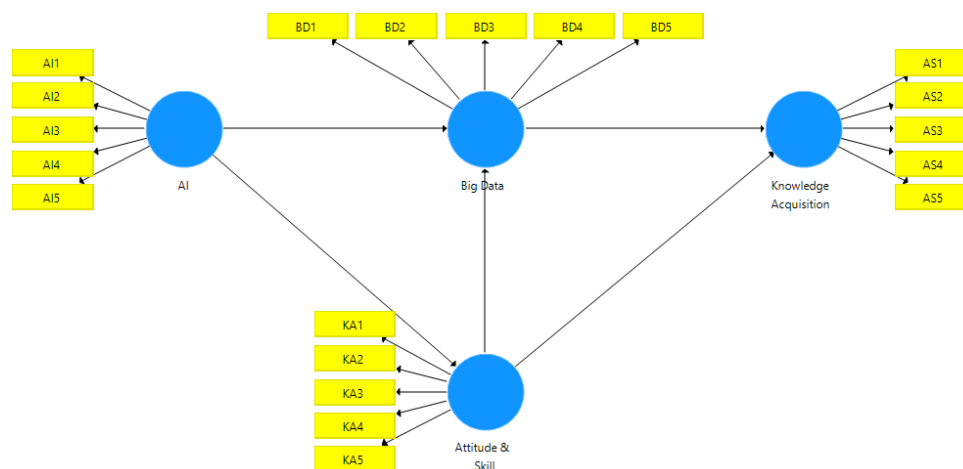 BD1
BD2
BD3
BD4
BD5
AI1
AI2
AI3
AI4
AI5
AI
Big Data
AS1
AS2
AS3
AS4
AS5
Knowledge
Acquisition
KA1
KA2
KA3
KA4
KA5
Attitude &
Skill